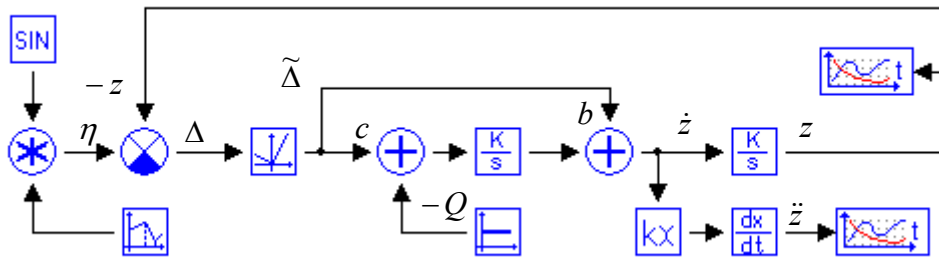 SIN
−z
Δ̃
t
η
Δ
c
K/s
b
ż
K/s
z
−Q
kx
dx/dt
z̈
t